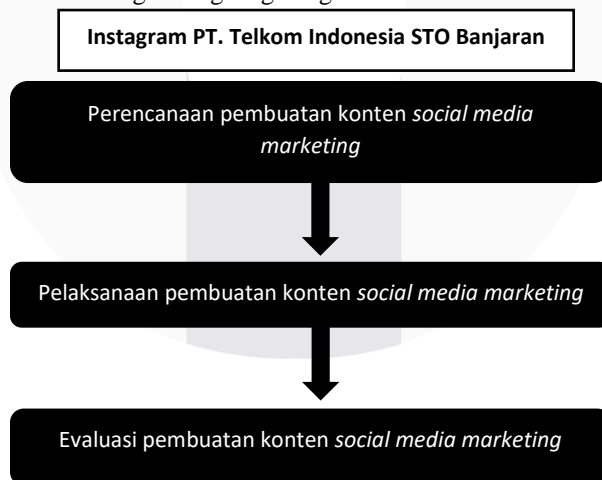 Instagram PT. Telkom Indonesia STO Banjaran
Perencanaan pembuatan konten social media
marketing
Pelaksanaan pembuatan konten social media marketing
Evaluasi pembuatan konten social media marketing